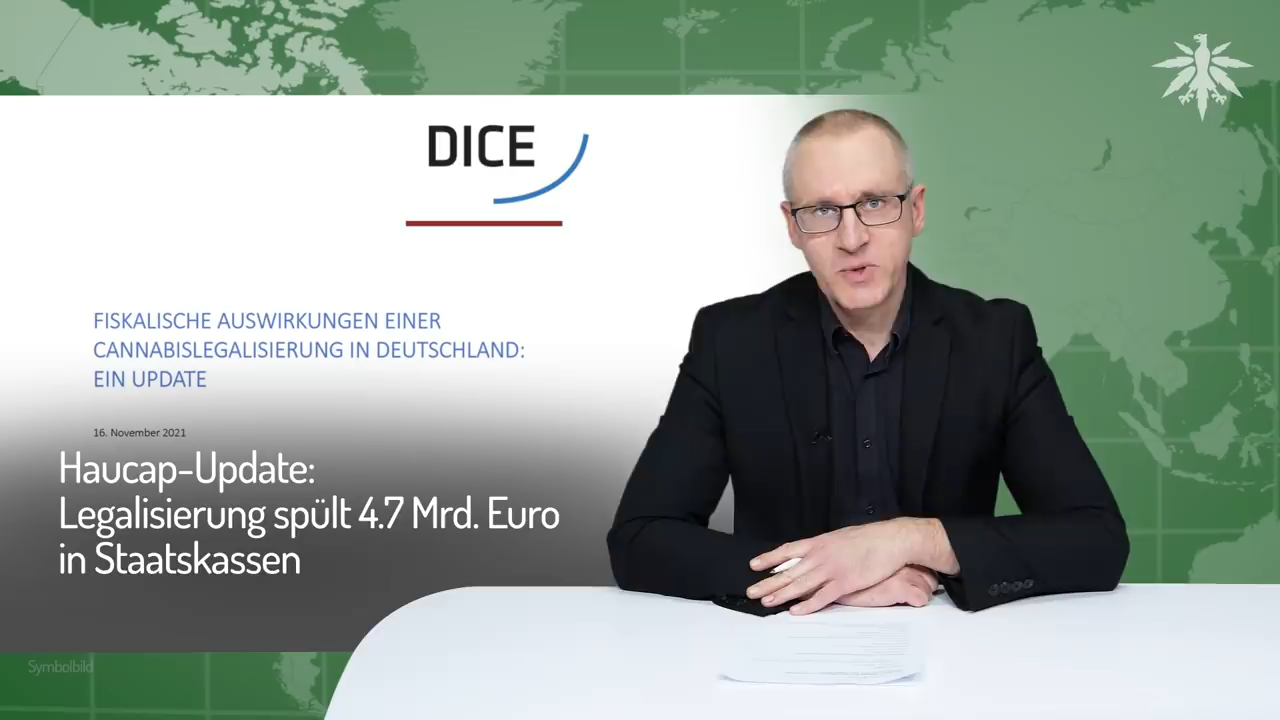 DICE
FISKALISCHE AUSWIRKUNGEN EINER
CANNABISLEGALISIERUNG IN DEUTSCHLAND:
EIN UPDATE
16. November 2021
Haucap-Update:
Legalisierung spült 4.7 Mrd. Euro
in Staatskassen
Symbolbild